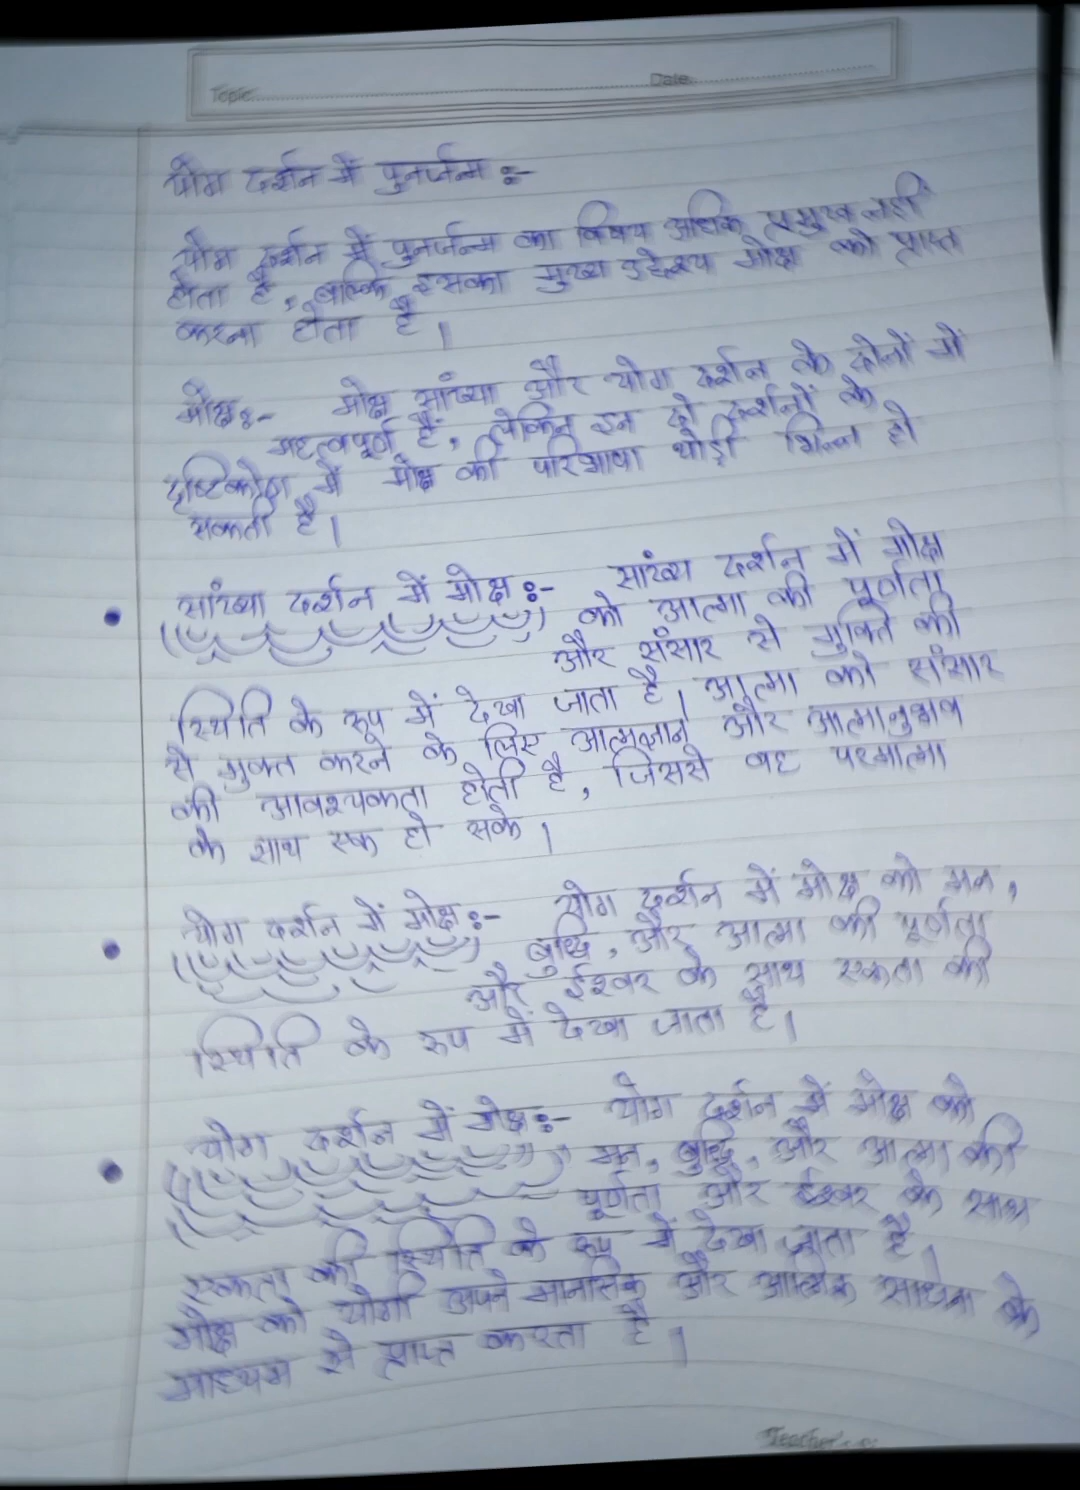 Topic
Date
योग दर्शन में पुनर्जन्म :-
योग दर्शन में पुनर्जन्म का विषय अधिक प्रमुख नहीं
होता है, बल्कि इसका मुख्य उद्देश्य मोक्ष को प्राप्त
करना होता है।
मोक्ष:- मोक्ष सांख्या और योग दर्शन के दोनों में
महत्वपूर्ण हैं, लेकिन इन दो दर्शनों के
दृष्टिकोण में मोक्ष की परिभाषा थोड़ी भिन्न हो
सकती है।
सांख्या दर्शन में मोक्ष :- सांख्य दर्शन में मोक्ष
को आत्मा की पूर्णता
और संसार से मुक्ति की
स्थिति के रूप में देखा जाता है। आत्मा को संसार
से मुक्त करने के लिए आत्मज्ञान और आत्मानुभव
की आवश्यकता होती है, जिससे वह परमात्मा
के साथ एक हो सके।
योग दर्शन में मोक्ष :- योग दर्शन में मोक्ष को मन,
बुद्धि, और आत्मा की पूर्णता
और ईश्वर के साथ एकता की
स्थिति के रूप में देखा जाता है।
योग दर्शन में मोक्ष :- योग दर्शन में मोक्ष को
मन, बुद्धि, और आत्मा की
पूर्णता और ईश्वर के साथ
एकता की स्थिति के रूप में देखा जाता है।
मोक्ष को योगी अपने मानसिक और आत्मिक साधना के
माध्यम से प्राप्त करता है।
Teacher